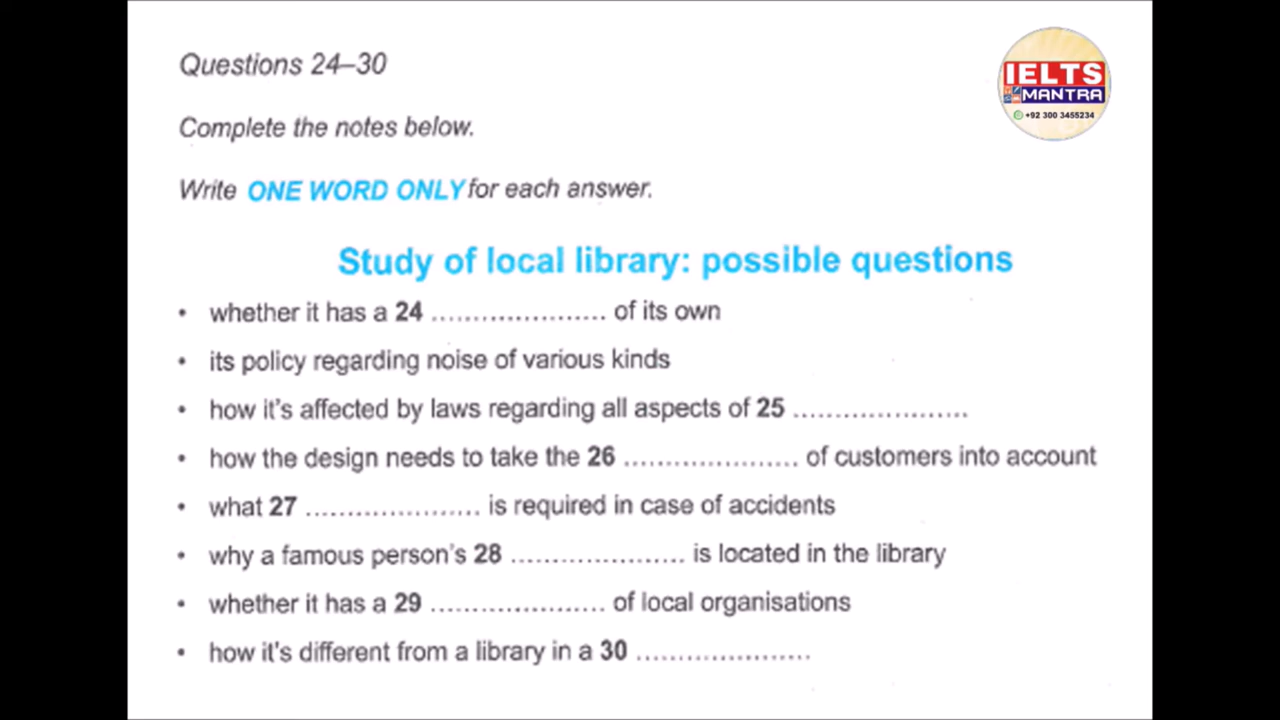 Questions 24–30
IELTS
MANTRA
+92 300 3455234
Complete the notes below.
Write ONE WORD ONLY for each answer.
Study of local library: possible questions
• whether it has a 24 ..................... of its own
• its policy regarding noise of various kinds
• how it's affected by laws regarding all aspects of 25 .....................
• how the design needs to take the 26 ..................... of customers into account
• what 27 ..................... is required in case of accidents
• why a famous person's 28 ..................... is located in the library
• whether it has a 29 ..................... of local organisations
• how it's different from a library in a 30 .....................